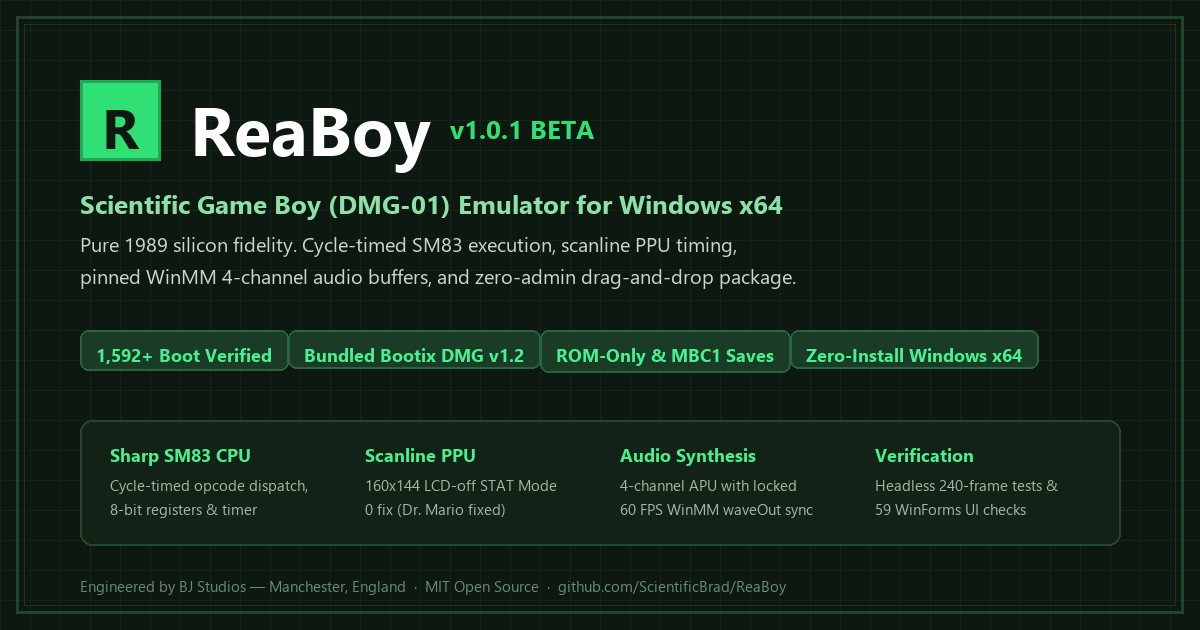 R
ReaBoy v1.0.1 BETA
Scientific Game Boy (DMG-01) Emulator for Windows x64
Pure 1989 silicon fidelity. Cycle-timed SM83 execution, scanline PPU timing,
pinned WinMM 4-channel audio buffers, and zero-admin drag-and-drop package.
1,592+ Boot Verified
Bundled Bootix DMG v1.2
ROM-Only & MBC1 Saves
Zero-Install Windows x64
Sharp SM83 CPU
Cycle-timed opcode dispatch,
8-bit registers & timer
Scanline PPU
160x144 LCD-off STAT Mode
0 fix (Dr. Mario fixed)
Audio Synthesis
4-channel APU with locked
60 FPS WinMM waveOut sync
Verification
Headless 240-frame tests &
59 WinForms UI checks
Engineered by BJ Studios — Manchester, England · MIT Open Source · github.com/ScientificBrad/ReaBoy